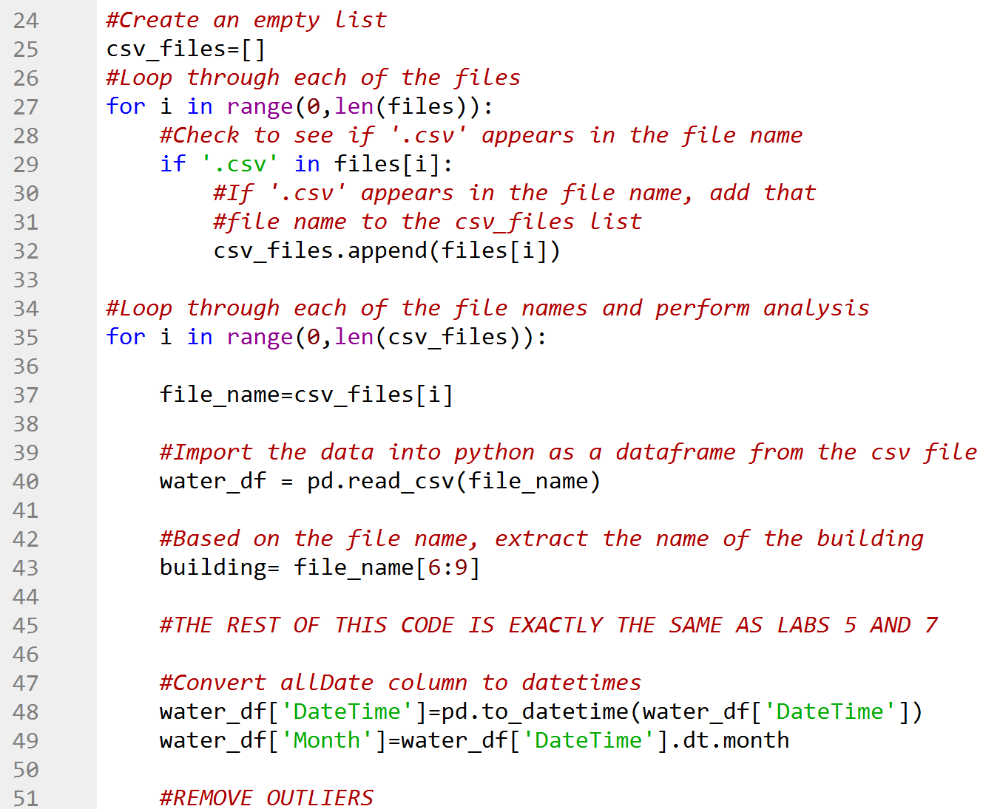 24 #Create an empty list
25 csv_files=[]
26 #Loop through each of the files
27 for i in range(0,len(files)):
28 #Check to see if '.csv' appears in the file name
29 if '.csv' in files[i]:
30 #If '.csv' appears in the file name, add that
31 #file name to the csv_files list
32 csv_files.append(files[i])
33
34 #Loop through each of the file names and perform analysis
35 for i in range(0,len(csv_files)):
36
37 file_name=csv_files[i]
38
39 #Import the data into python as a dataframe from the csv file
40 water_df = pd.read_csv(file_name)
41
42 #Based on the file name, extract the name of the building
43 building= file_name[6:9]
44
45 #THE REST OF THIS CODE IS EXACTLY THE SAME AS LABS 5 AND 7
46
47 #Convert allDate column to datetimes
48 water_df['DateTime']=pd.to_datetime(water_df['DateTime'])
49 water_df['Month']=water_df['DateTime'].dt.month
50
51 #REMOVE OUTLIERS